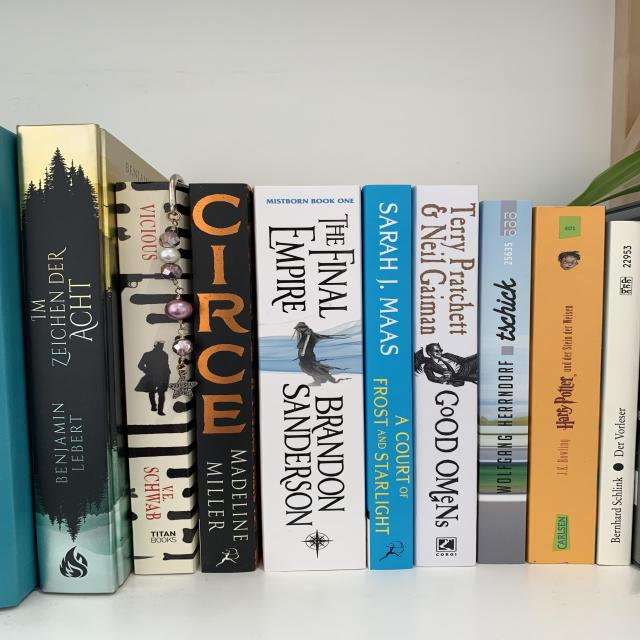 IM
ZEICHEN DER
ACHT
BENJAMIN
LEBERT
VICIOUS
V.E.
SCHWAB
TITAN
BOOKS
CIRCE
MADELINE
MILLER
MISTBORN BOOK ONE
THE FINAL
EMPIRE
BRANDON
SANDERSON
SARAH J. MAAS
A COURT OF
FROST AND STARLIGHT
Terry Pratchett
& Neil Gaiman
GOOD OMENS
CORGI
WOLFGANG HERRNDORF
tschick
25635
401
J.K. Rowling
Harry Potter und der Stein der Weisen
CARLSEN
Bernhard Schlink
Der Vorleser
22953